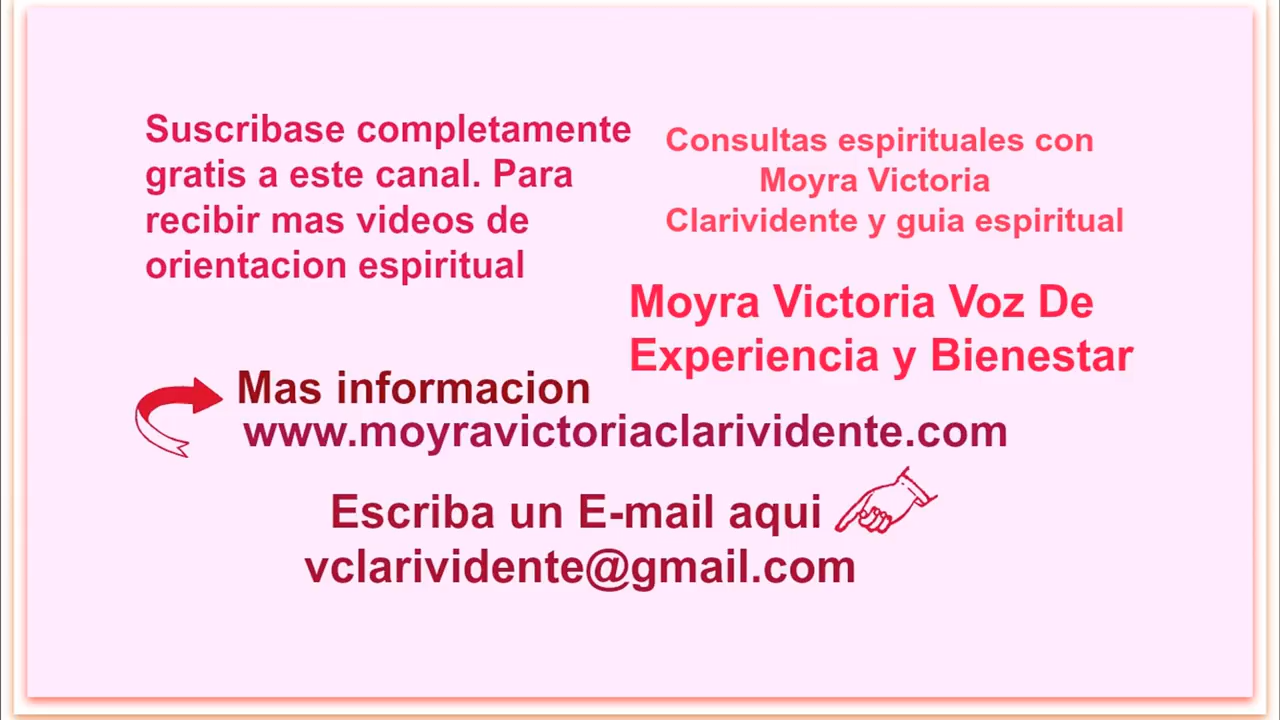 Suscribase completamente
gratis a este canal. Para
recibir mas videos de
orientacion espiritual
Consultas espirituales con
Moyra Victoria
Clarividente y guia espiritual
Moyra Victoria Voz De
Experiencia y Bienestar
Mas informacion
www.moyravictoriaclarividente.com
Escriba un E-mail aqui
vclarividente@gmail.com